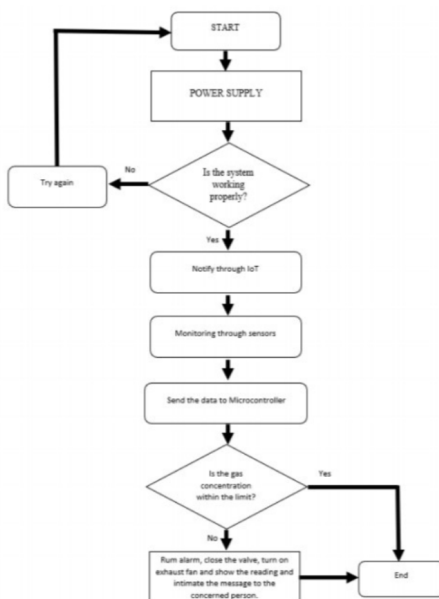 START
POWER SUPPLY
Is the system
working
properly?
No
Try again
Yes
Notify through IoT
Monitoring through sensors
Send the data to Microcontroller
Is the gas
concentration
within the limit?
Yes
No
Rum alarm, close the valve, turn on
exhaust fan and show the reading and
intimate the message to the
concerned person.
End